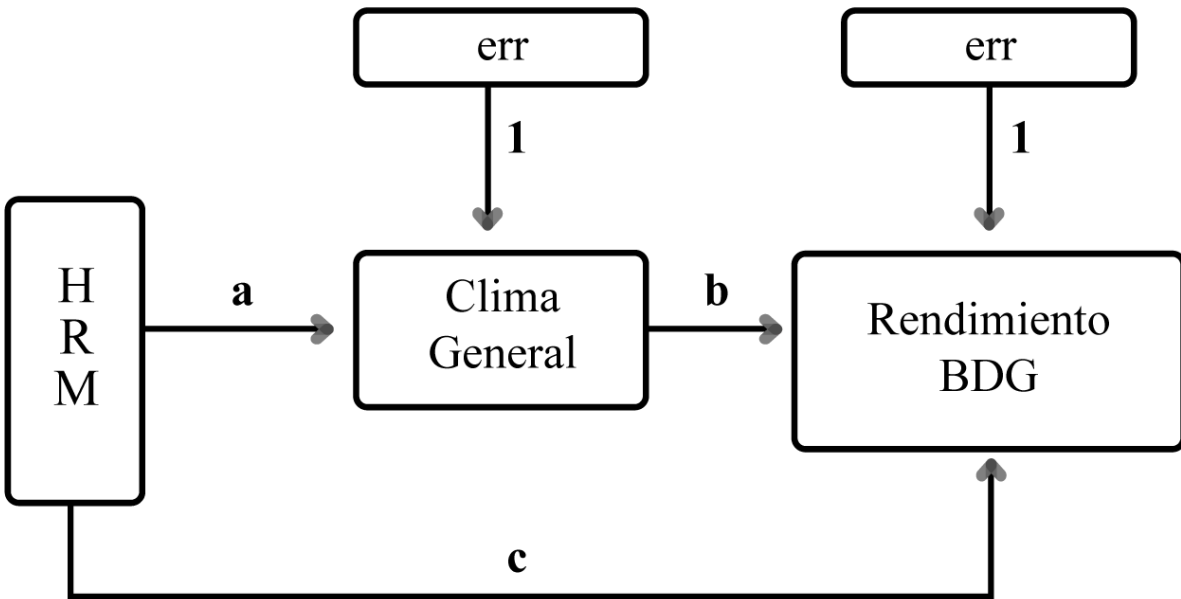 err
err
1
1
H
R
M
a
Clima
General
b
Rendimiento
BDG
c